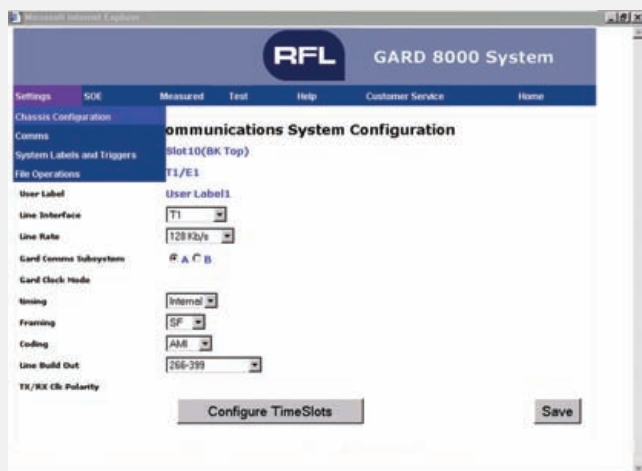 Microsoft Internet Explorer
RFL GARD 8000 System
Settings SOE Measured Test Help Customer Service Home
Chassis Configuration
Comms
System Labels and Triggers
File Operations
ommunications System Configuration
Slot10(BK Top)
T1/E1
User Label User Label1
Line Interface T1
Line Rate 128 Kb/s
Gard Comms Subsystem A B
Gard Clock Mode
timing Internal
Framing SF
Coding AMI
Line Build Out 266-399
TX/RX Clk Polarity
Configure TimeSlots Save